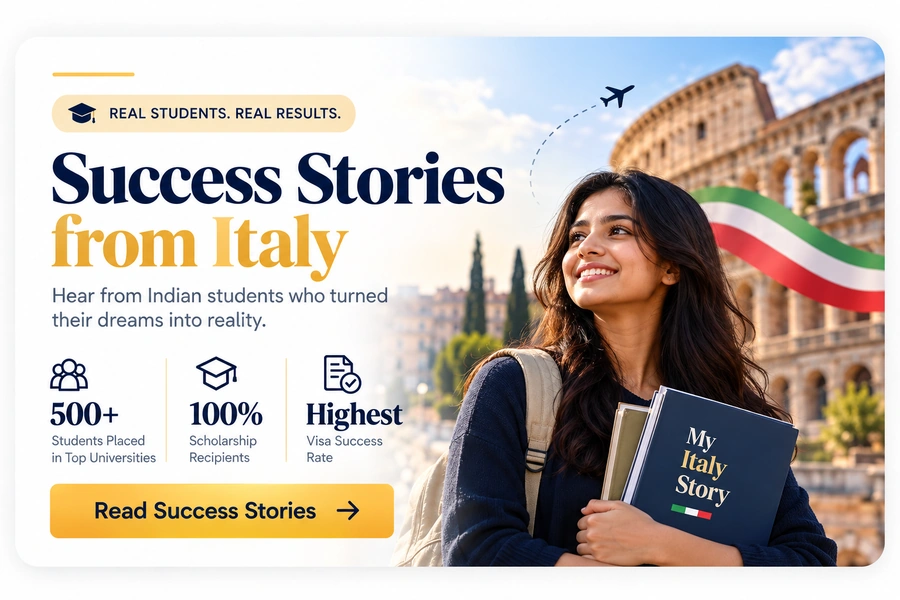 REAL STUDENTS. REAL RESULTS.
Success Stories
from Italy
Hear from Indian students who turned
their dreams into reality.
500+
Students Placed
in Top Universities
100%
Scholarship
Recipients
Highest
Visa Success
Rate
Read Success Stories
My
Italy
Story